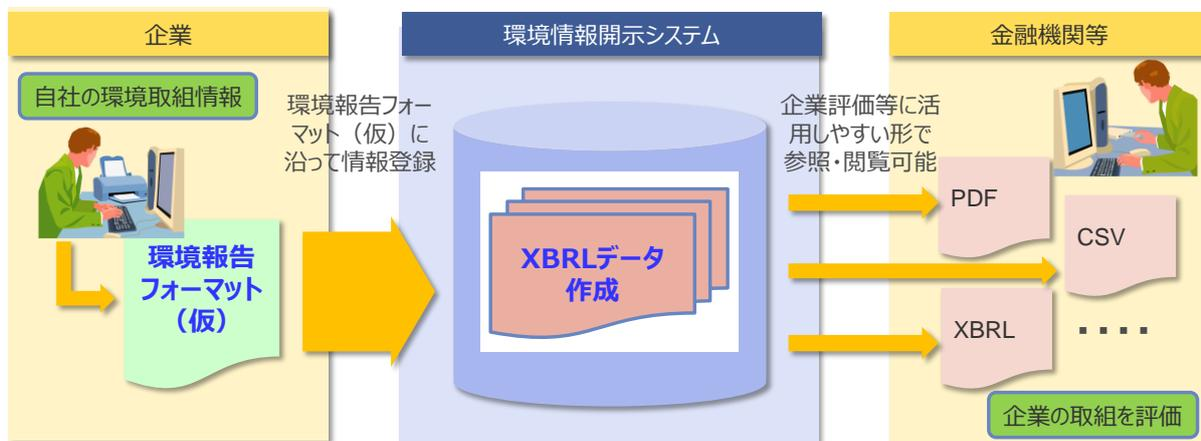 企業
環境情報開示システム
金融機関等
自社の環境取組情報
環境報告フォー
マット（仮）に
沿って情報登録
企業評価等に活
用しやすい形で
参照・閲覧可能
環境報告
フォーマット
（仮）
XBRLデータ
作成
PDF
CSV
XBRL
・・・・
企業の取組を評価